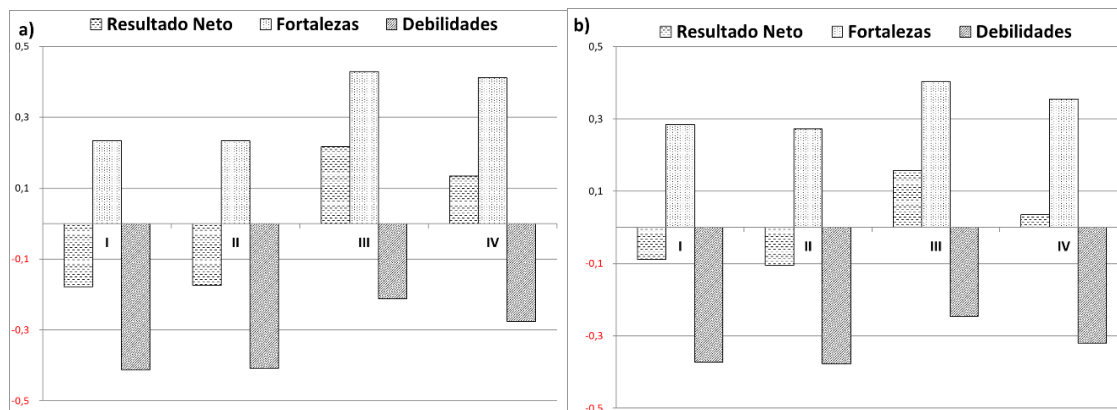 a)
Resultado Neto Fortalezas Debilidades
0,5
0,3
0,1
-0,1
-0,3
-0,5
I II III IV
b)
Resultado Neto Fortalezas Debilidades
0,5
0,3
0,1
-0,1
-0,3
-0,5
I II III IV